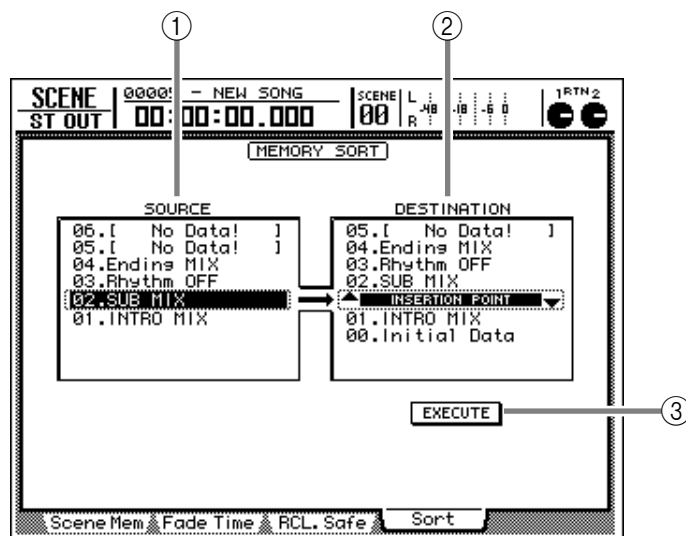 ① ②
SCENE
ST OUT
00005 - NEW SONG
00:00:00.000
SCENE
00
L
R
-48 -18 -6 0
1 RTN 2
MEMORY SORT
SOURCE
06.[ No Data! ]
05.[ No Data! ]
04.Ending MIX
03.Rhythm OFF
02.SUB MIX
01.INTRO MIX
DESTINATION
05.[ No Data! ]
04.Ending MIX
03.Rhythm OFF
02.SUB MIX
INSERTION POINT
01.INTRO MIX
00.Initial Data
EXECUTE
③
Scene Mem Fade Time RCL. Safe Sort